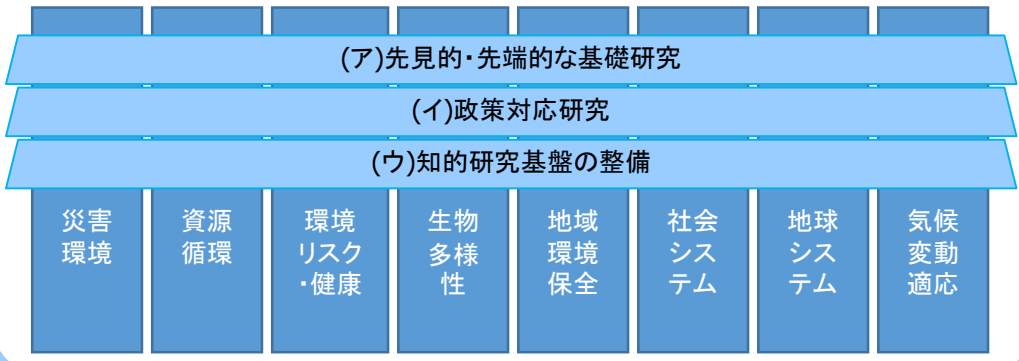 (ア)先見的・先端的な基礎研究
(イ)政策対応研究
(ウ)知的研究基盤の整備
災害
環境
資源
循環
環境
リスク
・健康
生物
多様
性
地域
環境
保全
社会
シス
テム
地球
シス
テム
気候
変動
適応